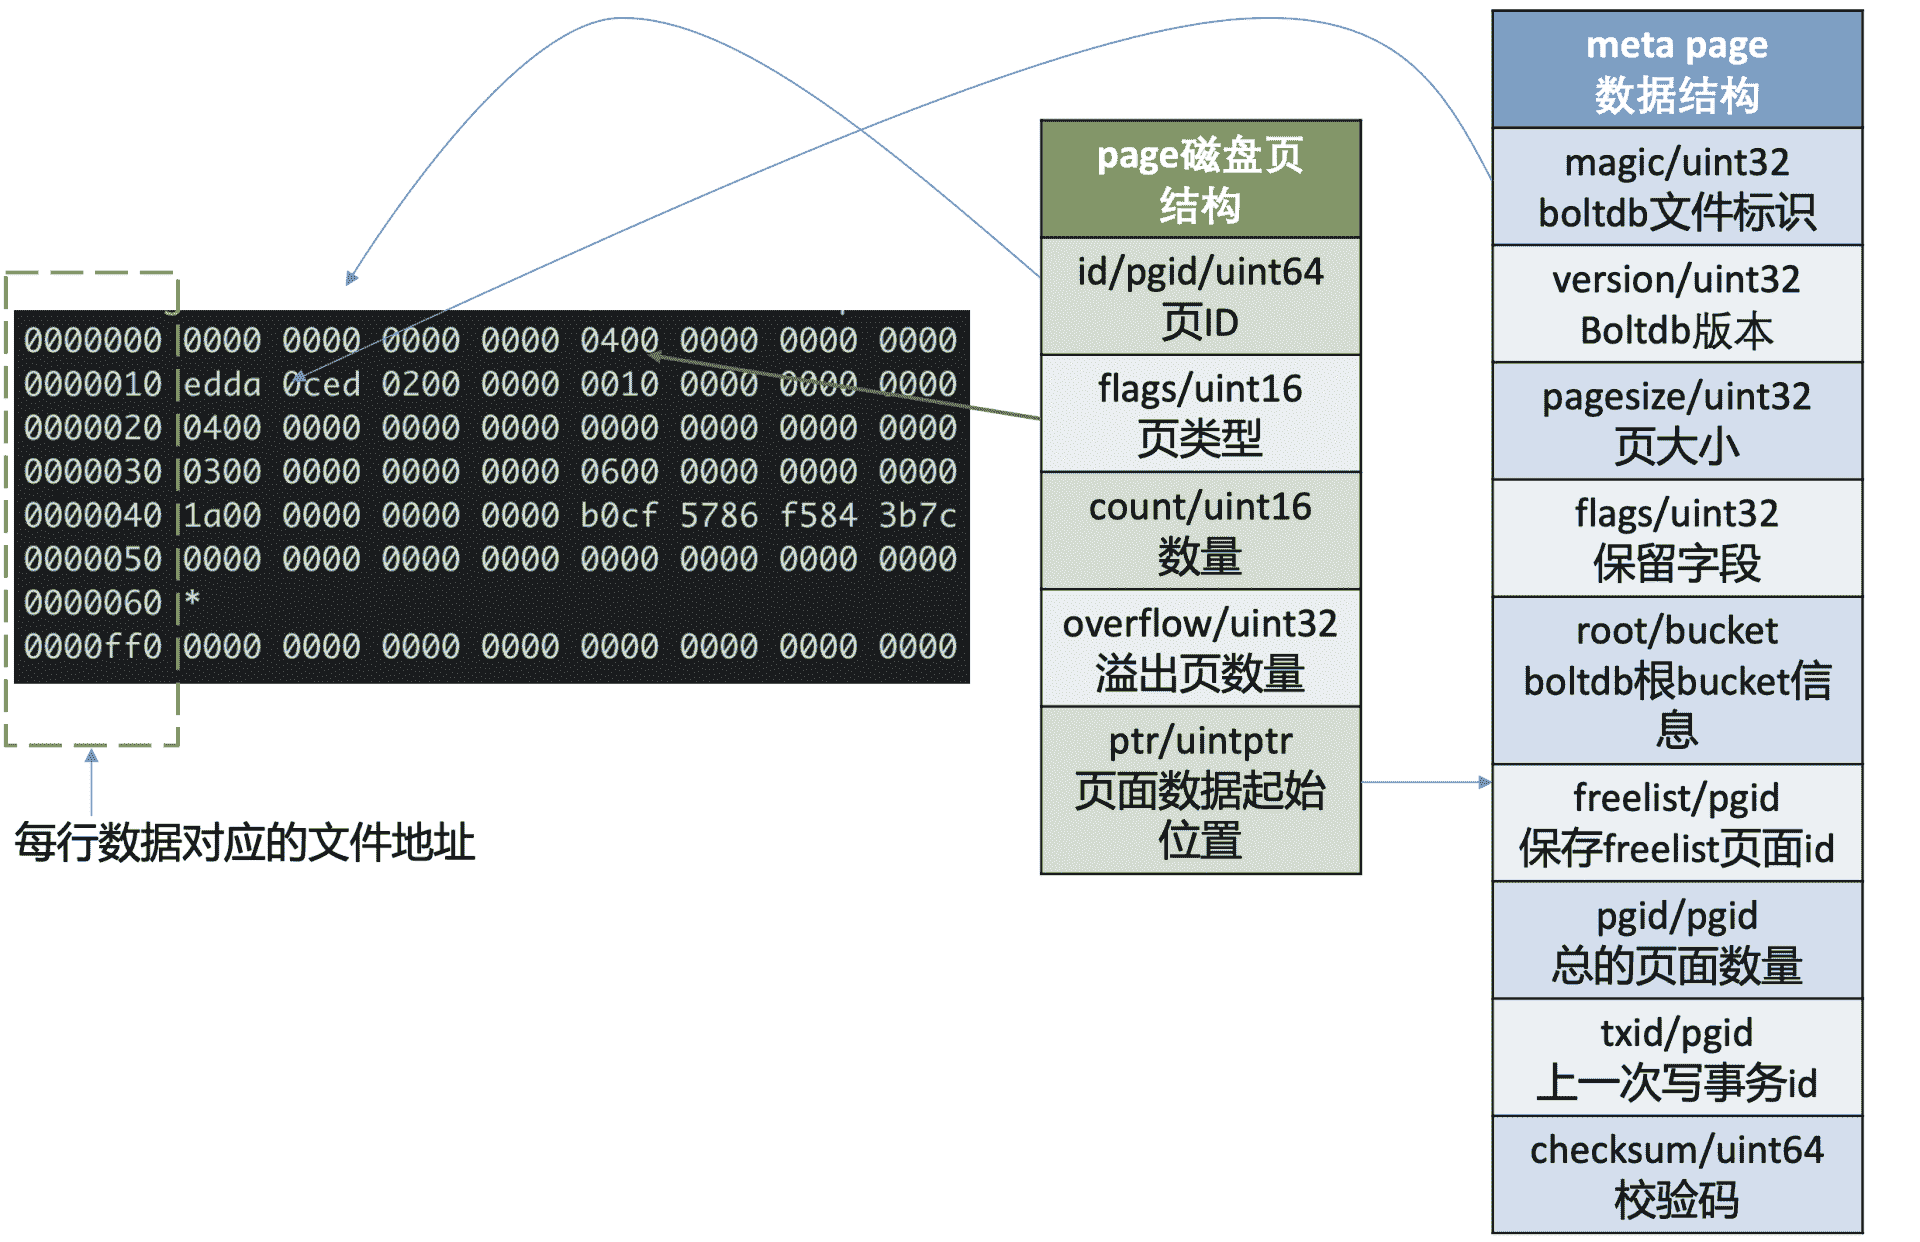 0000000 0000 0000 0000 0000 0400 0000 0000 0000
0000010 edda 0ced 0200 0000 0010 0000 0000 0000
0000020 0400 0000 0000 0000 0000 0000 0000 0000
0000030 0300 0000 0000 0000 0600 0000 0000 0000
0000040 1a00 0000 0000 0000 b0cf 5786 f584 3b7c
0000050 0000 0000 0000 0000 0000 0000 0000 0000
0000060 *
0000ff0 0000 0000 0000 0000 0000 0000 0000 0000
每行数据对应的文件地址
page磁盘页
结构
id/pgid/uint64
页ID
flags/uint16
页类型
count/uint16
数量
overflow/uint32
溢出页数量
ptr/uintptr
页面数据起始
位置
meta page
数据结构
magic/uint32
boltdb文件标识
version/uint32
Boltdb版本
pagesize/uint32
页大小
flags/uint32
保留字段
root/bucket
boltdb根bucket信
息
freelist/pgid
保存freelist页面id
pgid/pgid
总的页面数量
txid/pgid
上一次写事务id
checksum/uint64
校验码